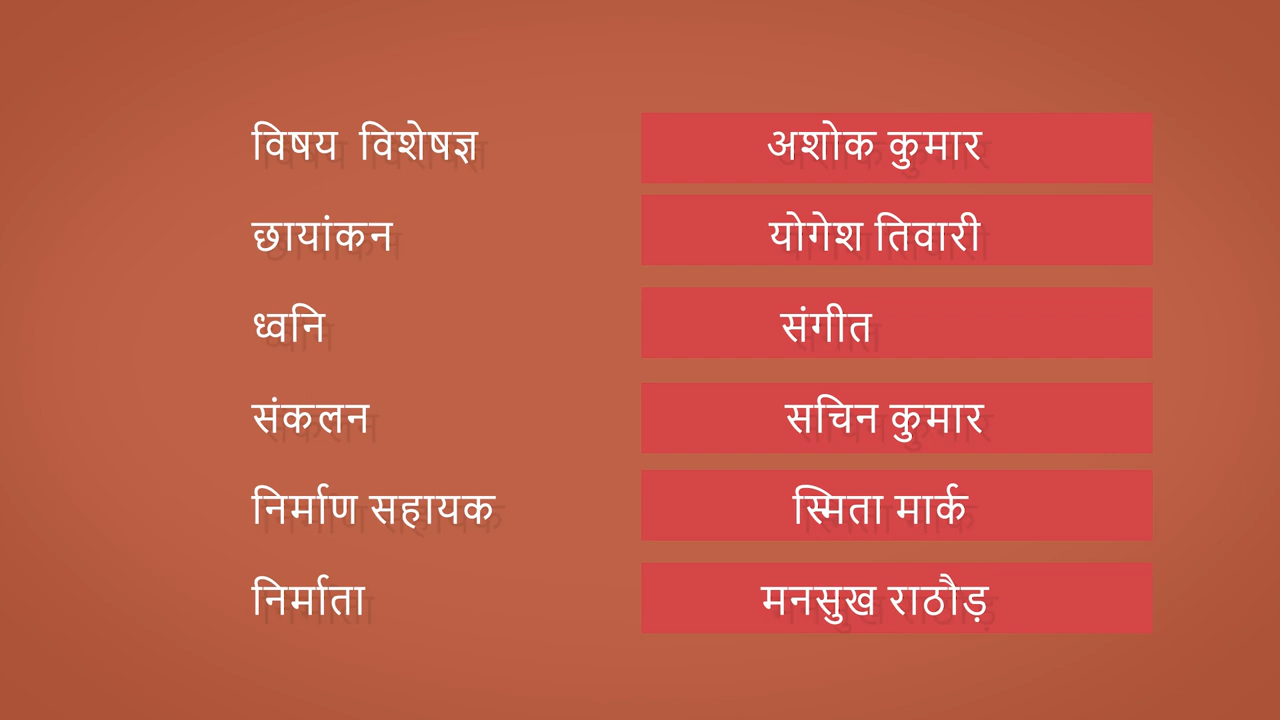 विषय विशेषज्ञ अशोक कुमार
छायांकन योगेश तिवारी
ध्वनि संगीत
संकलन सचिन कुमार
निर्माण सहायक स्मिता मार्क
निर्माता मनसुख राठौड़